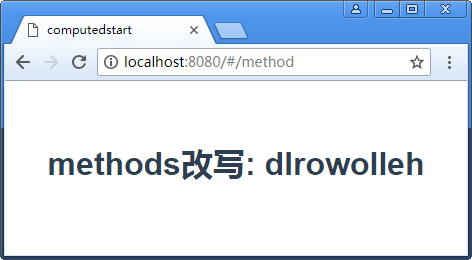 computedstart
localhost:8080/#/method
methods改写: dlrowolleh